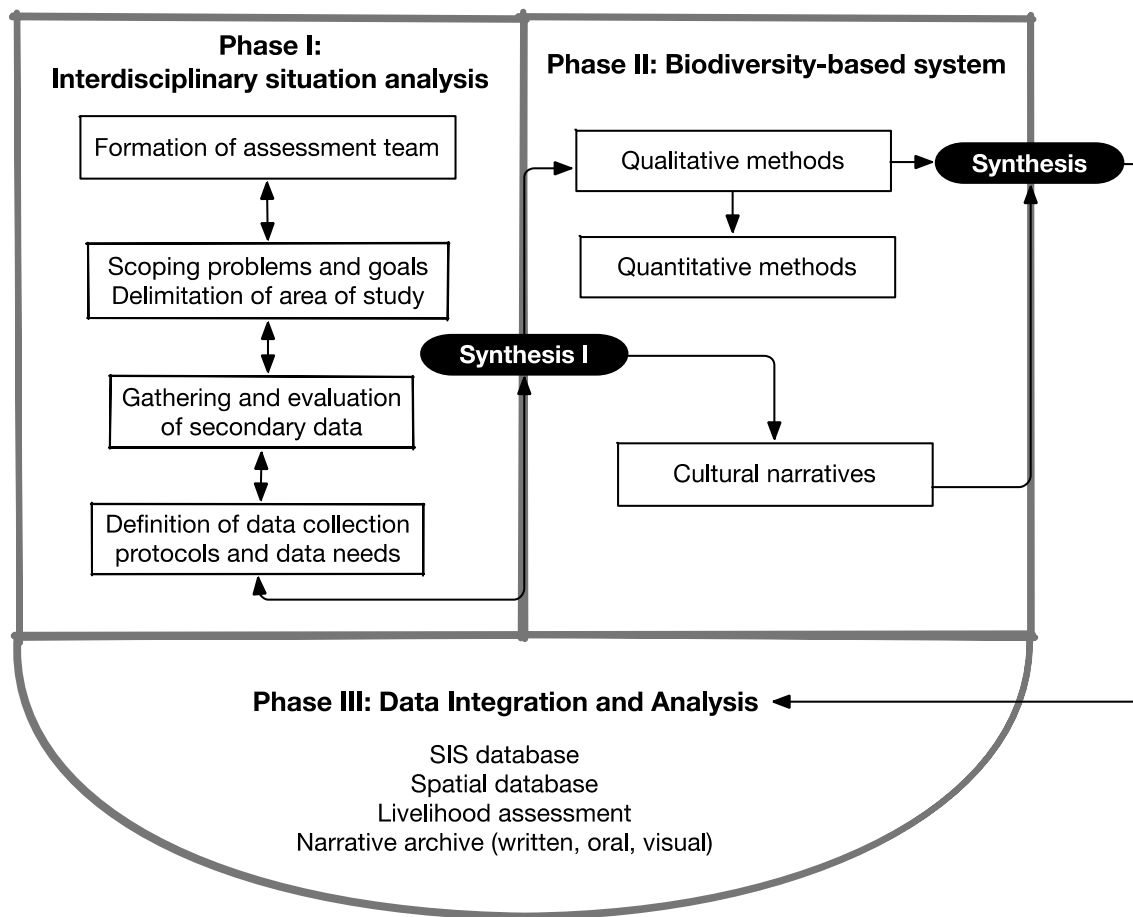 Phase I:
Interdisciplinary situation analysis
Formation of assessment team
Scoping problems and goals
Delimitation of area of study
Gathering and evaluation
of secondary data
Definition of data collection
protocols and data needs
Synthesis I
Phase II: Biodiversity-based system
Qualitative methods
Quantitative methods
Cultural narratives
Synthesis
Phase III: Data Integration and Analysis
SIS database
Spatial database
Livelihood assessment
Narrative archive (written, oral, visual)